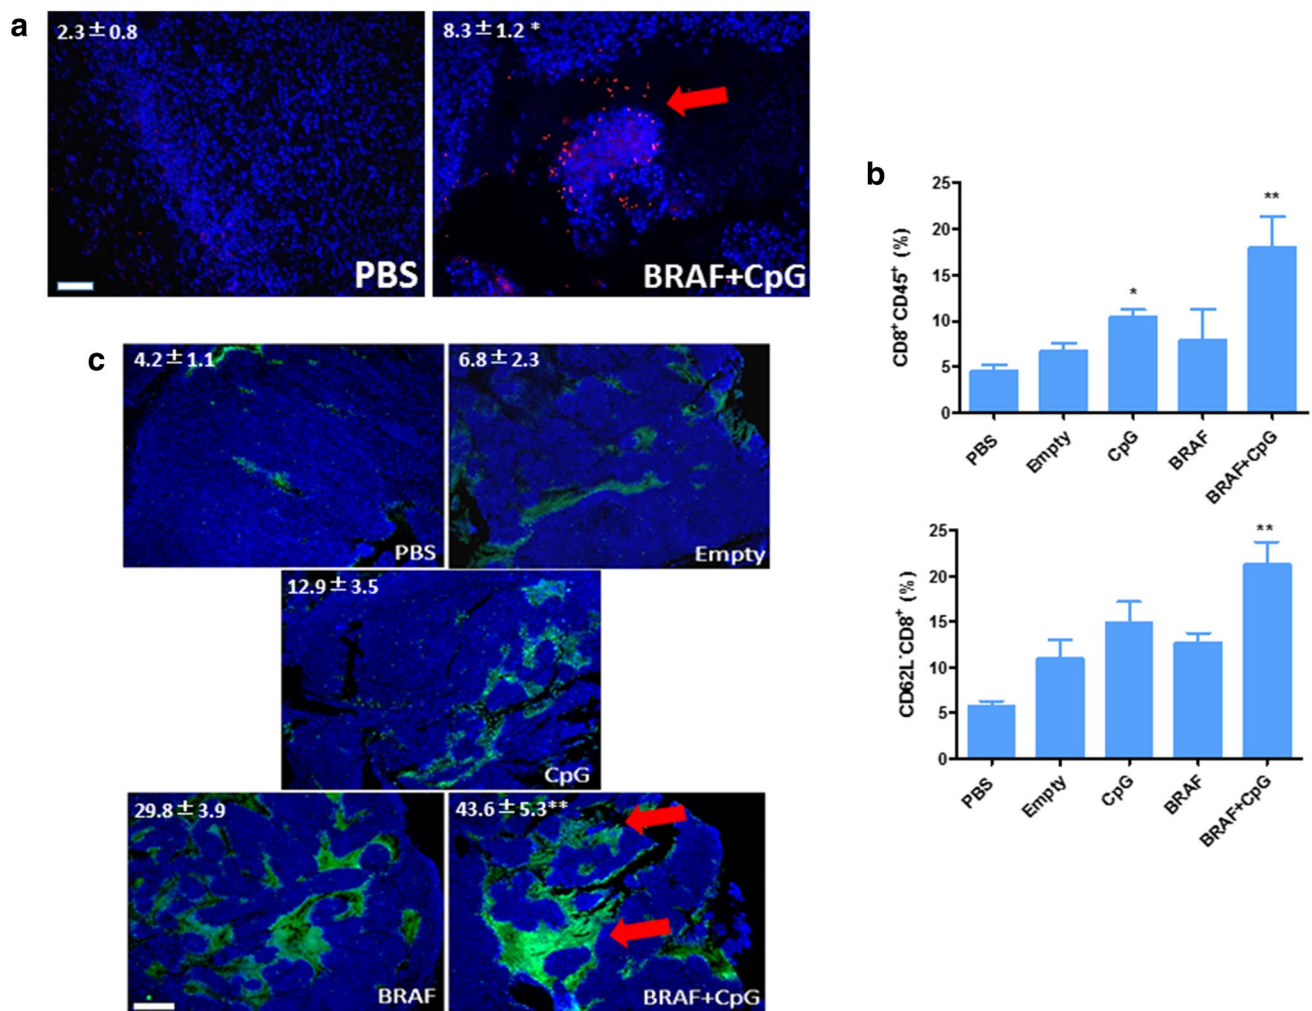 a
2.3 ± 0.8
PBS
8.3 ± 1.2 *
BRAF+CpG
b
25
20
15
10
5
0
CD8⁺ CD45⁺ (%)
*
**
PBS
Empty
CpG
BRAF
BRAF+CpG
25
20
15
10
5
0
CD62L⁻CD8⁺ (%)
**
PBS
Empty
CpG
BRAF
BRAF+CpG
c
4.2 ± 1.1
PBS
6.8 ± 2.3
Empty
12.9 ± 3.5
CpG
29.8 ± 3.9
BRAF
43.6 ± 5.3**
BRAF+CpG